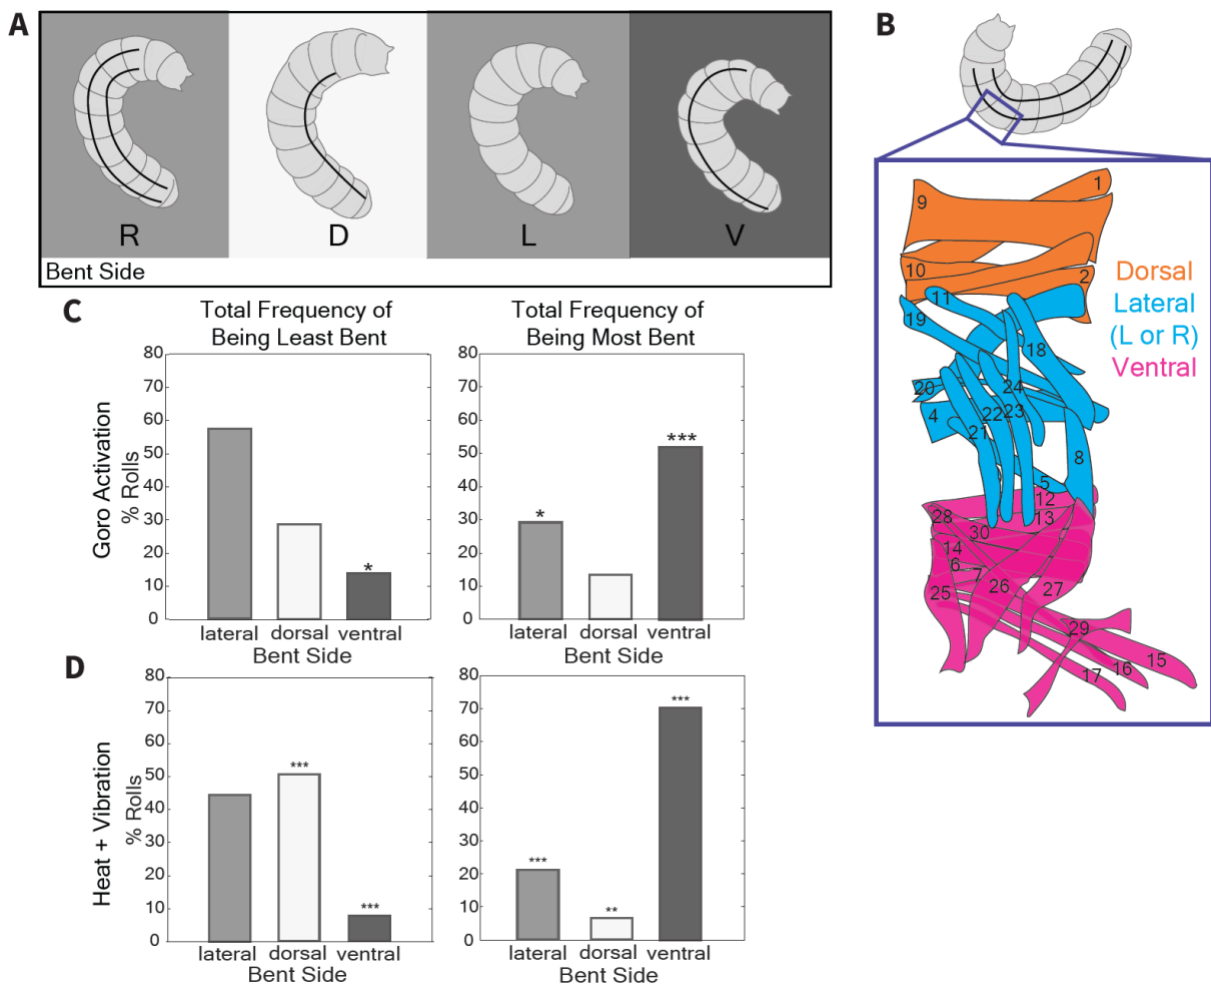 A
R
D
L
V
Bent Side
B
1
9
10
2
11
19
18
20
24
4
22
23
21
8
5
12
28
13
30
14
6
7
25
26
27
29
15
16
17
Dorsal
Lateral
(L or R)
Ventral
C
Total Frequency of
Being Least Bent
Goro Activation
% Rolls
80
70
60
50
40
30
20
10
0
*
lateral
dorsal
ventral
Bent Side
Total Frequency of
Being Most Bent
80
70
60
50
40
30
20
10
0
*
***
lateral
dorsal
ventral
Bent Side
D
Heat + Vibration
% Rolls
80
70
60
50
40
30
20
10
0
***
***
lateral
dorsal
ventral
Bent Side
80
70
60
50
40
30
20
10
0
***
**
***
lateral
dorsal
ventral
Bent Side